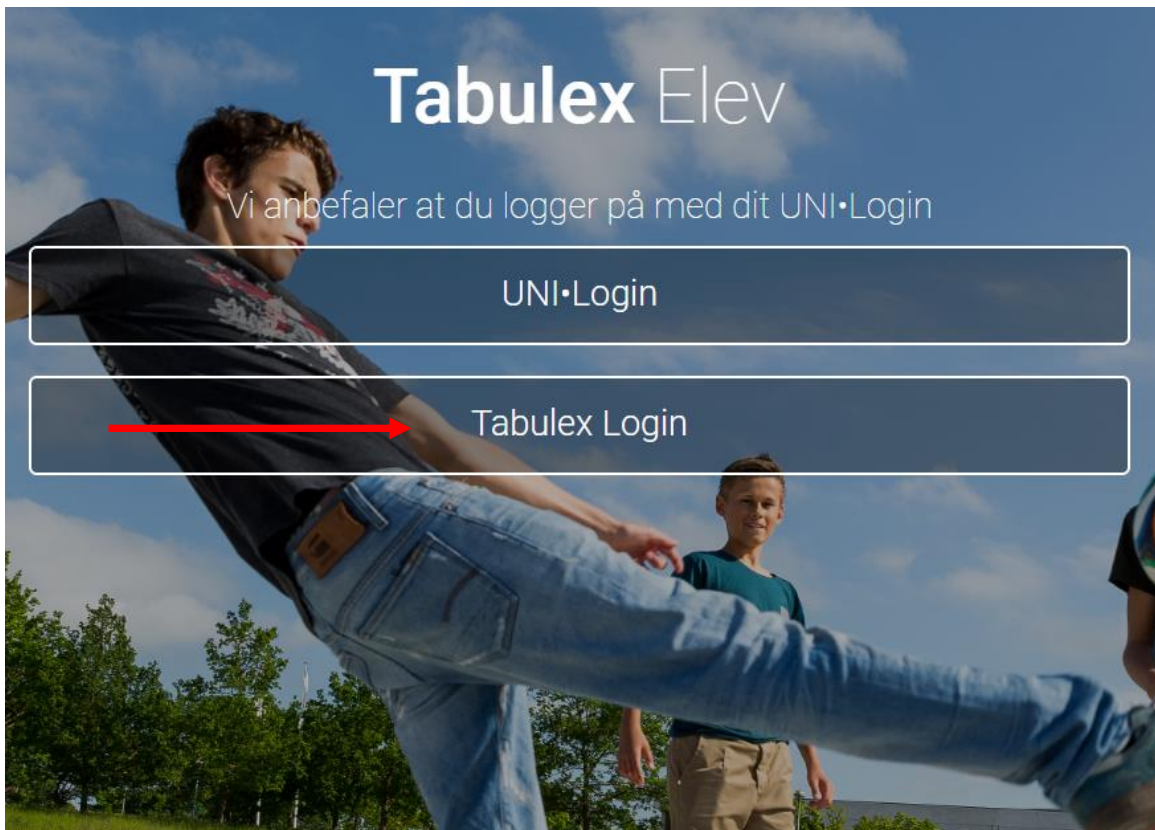 Tabulex Elev
Vi anbefaler at du logger på med dit UNI•Login
UNI•Login
Tabulex Login